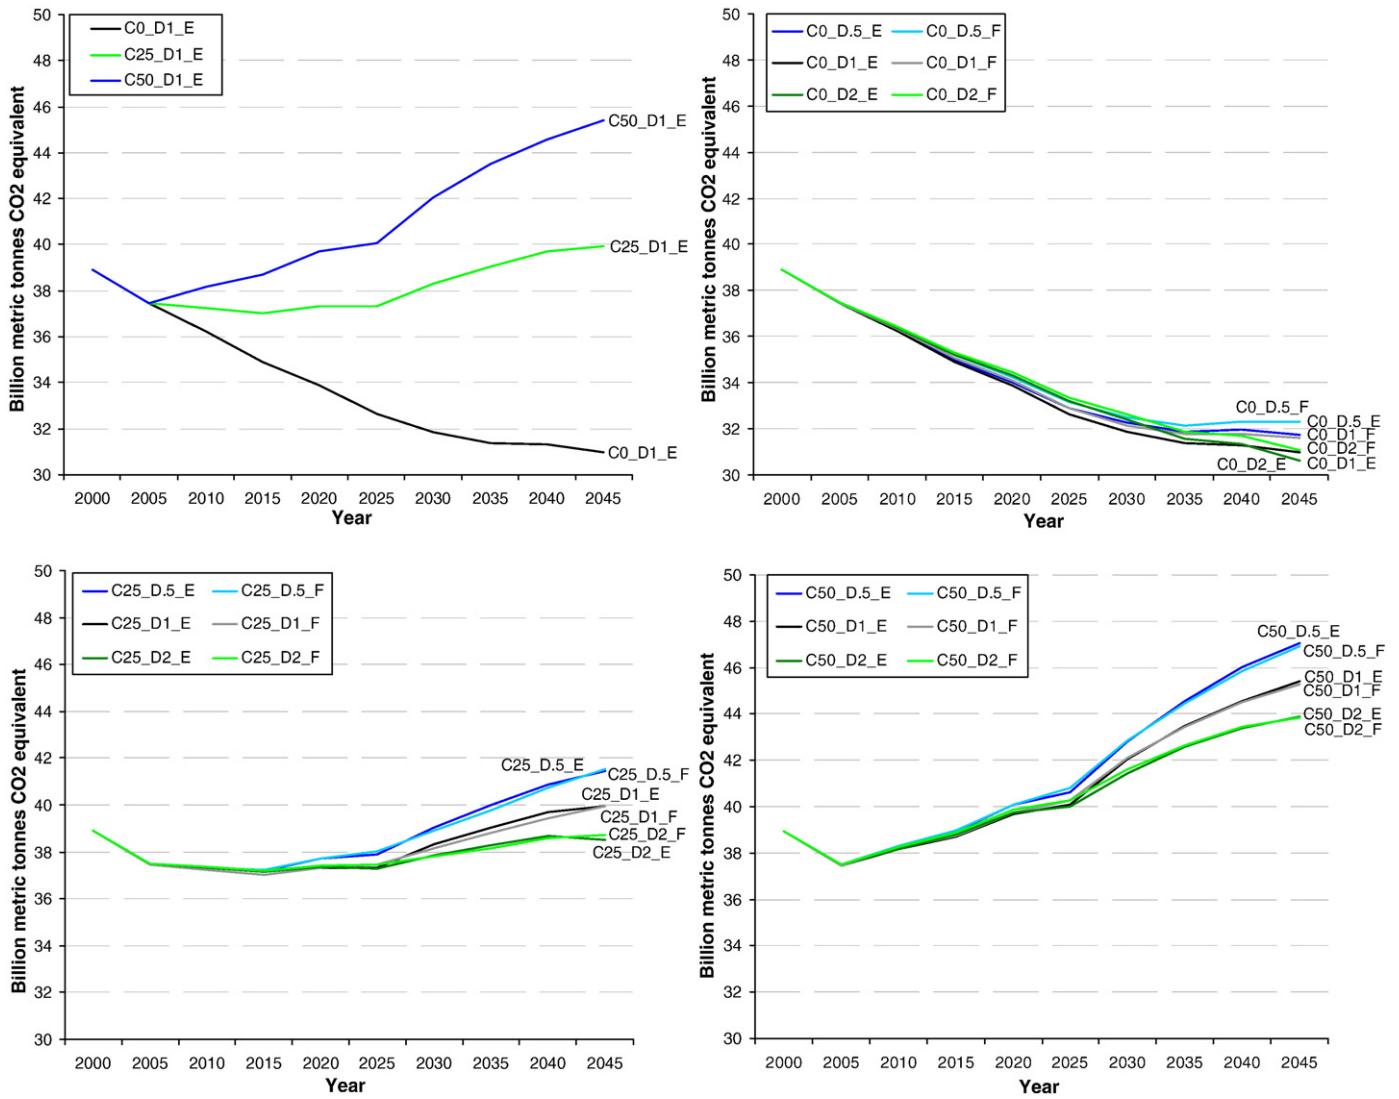 C0_D1_E
C25_D1_E
C50_D1_E
Billion metric tonnes CO2 equivalent
50
48
46
44
42
40
38
36
34
32
30
C50_D1_E
C25_D1_E
C0_D1_E
2000 2005 2010 2015 2020 2025 2030 2035 2040 2045
Year
C0_D.5_E C0_D.5_F
C0_D1_E C0_D1_F
C0_D2_E C0_D2_F
Billion metric tonnes CO2 equivalent
50
48
46
44
42
40
38
36
34
32
30
C0_D.5_F
C0_D.5_E
C0_D1_F
C0_D2_F
C0_D2_E C0_D1_E
2000 2005 2010 2015 2020 2025 2030 2035 2040 2045
Year
C25_D.5_E C25_D.5_F
C25_D1_E C25_D1_F
C25_D2_E C25_D2_F
Billion metric tonnes CO2 equivalent
50
48
46
44
42
40
38
36
34
32
30
C25_D.5_E
C25_D.5_F
C25_D1_E
C25_D1_F
C25_D2_F
C25_D2_E
2000 2005 2010 2015 2020 2025 2030 2035 2040 2045
Year
C50_D.5_E C50_D.5_F
C50_D1_E C50_D1_F
C50_D2_E C50_D2_F
Billion metric tonnes CO2 equivalent
50
48
46
44
42
40
38
36
34
32
30
C50_D.5_E
C50_D.5_F
C50_D1_E
C50_D1_F
C50_D2_E
C50_D2_F
2000 2005 2010 2015 2020 2025 2030 2035 2040 2045
Year